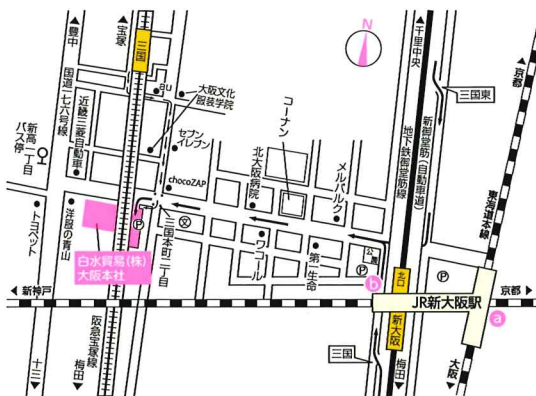 豊中
宝塚
三国
N
千里中央
京都
国道一七六号線
近畿三菱自動車
新高一丁目
バス停
BU
大阪文化
服装学院
セブン
イレブン
chocoZAP
コーナン
北大阪病院
メルパルク
三国東
新御堂筋(自動車道)
地下鉄御堂筋線
東海道本線
トヨペット
洋服の青山
P
白水貿易(株)
大阪本社
三国本町二丁目
文
ワコール
第一生命
公園
P
b
北口
P
新神戸
JR新大阪駅
京都
新大阪
a
阪急宝塚線
三国
十三
梅田
梅田
大阪